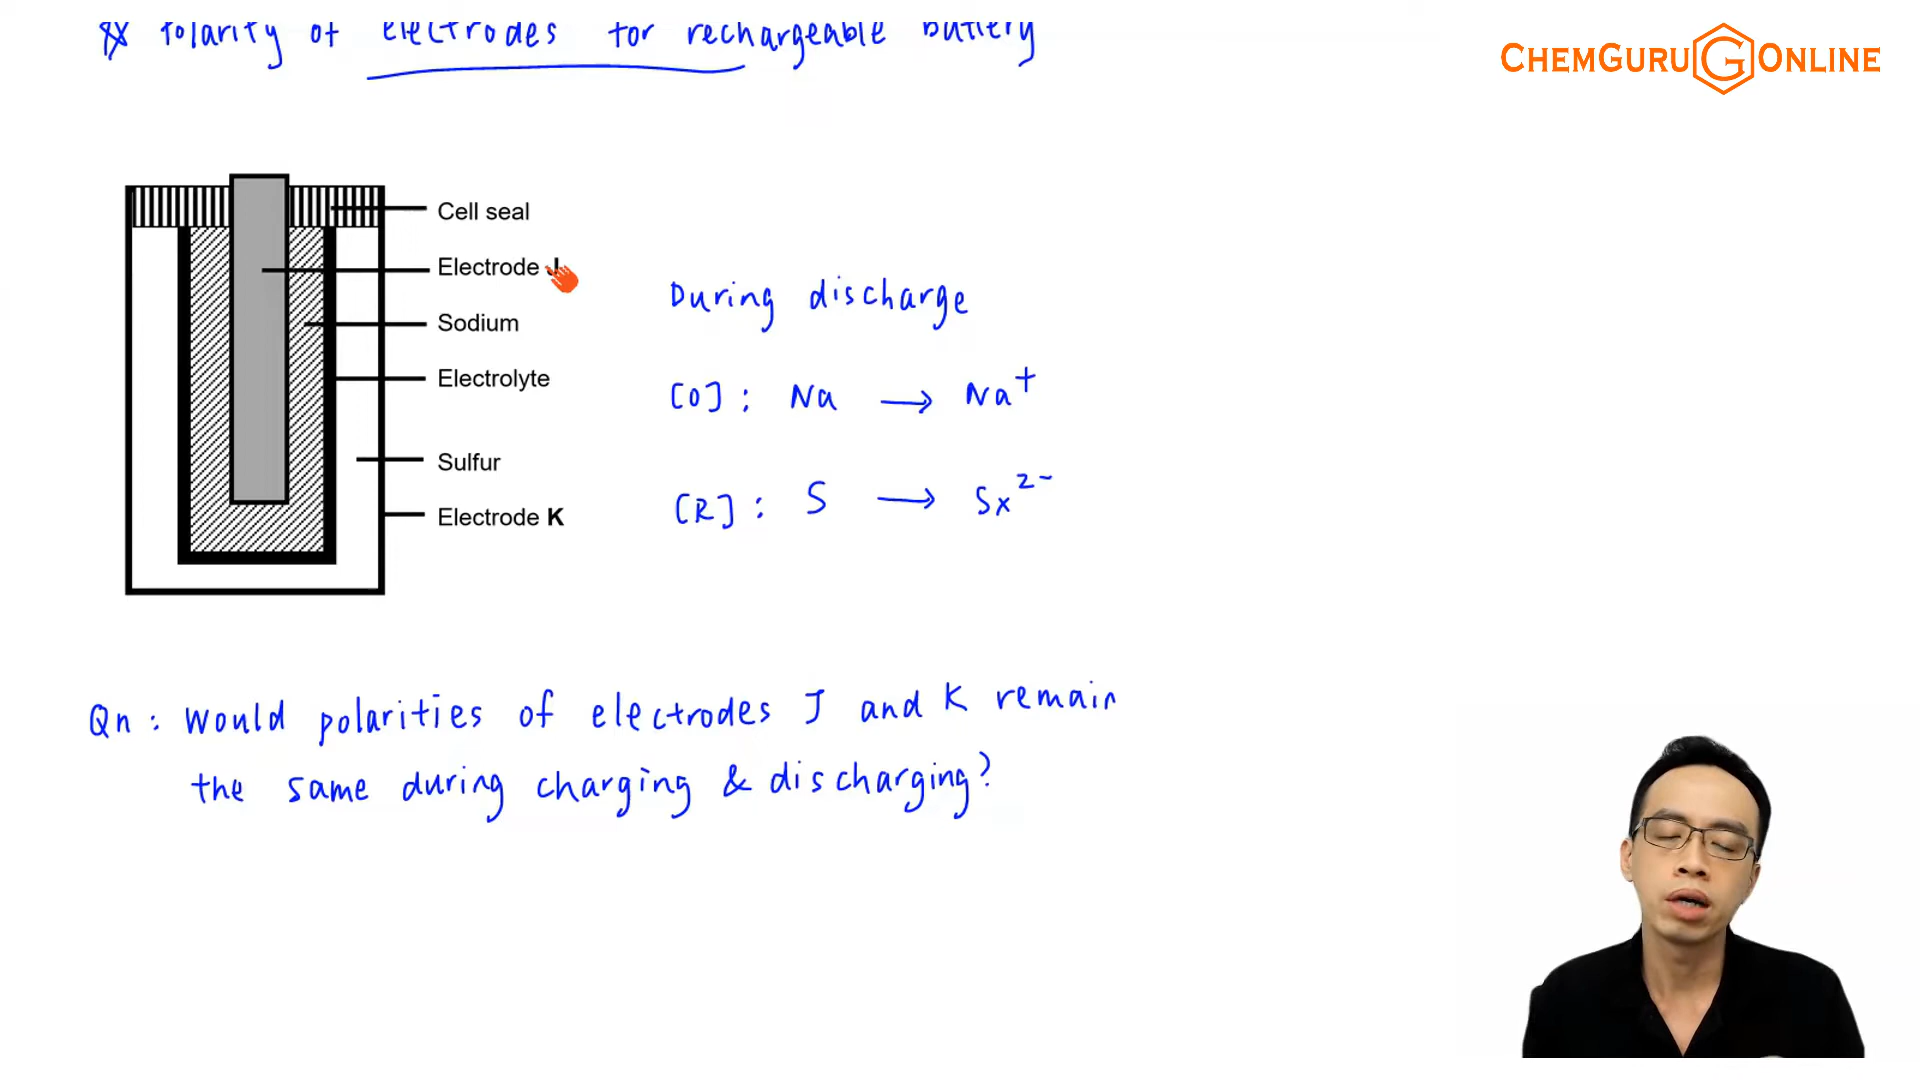 Polarity of electrodes for rechargeable battery
CHEMGURU G ONLINE
Cell seal
Electrode J
Sodium
Electrolyte
Sulfur
Electrode K
During discharge
[O] : Na → Na⁺
[R] : S → Sx²⁻
Qn : Would polarities of electrodes J and K remain
the same during charging & discharging?